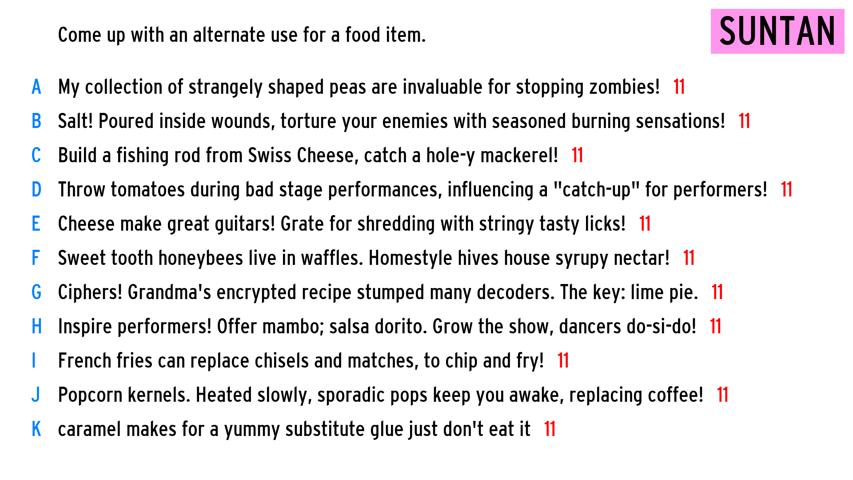 Come up with an alternate use for a food item.
SUNTAN
A My collection of strangely shaped peas are invaluable for stopping zombies! 11
B Salt! Poured inside wounds, torture your enemies with seasoned burning sensations! 11
C Build a fishing rod from Swiss Cheese, catch a hole-y mackerel! 11
D Throw tomatoes during bad stage performances, influencing a "catch-up" for performers! 11
E Cheese make great guitars! Grate for shredding with stringy tasty licks! 11
F Sweet tooth honeybees live in waffles. Homestyle hives house syrupy nectar! 11
G Ciphers! Grandma's encrypted recipe stumped many decoders. The key: lime pie. 11
H Inspire performers! Offer mambo; salsa dorito. Grow the show, dancers do-si-do! 11
I French fries can replace chisels and matches, to chip and fry! 11
J Popcorn kernels. Heated slowly, sporadic pops keep you awake, replacing coffee! 11
K caramel makes for a yummy substitute glue just don't eat it 11